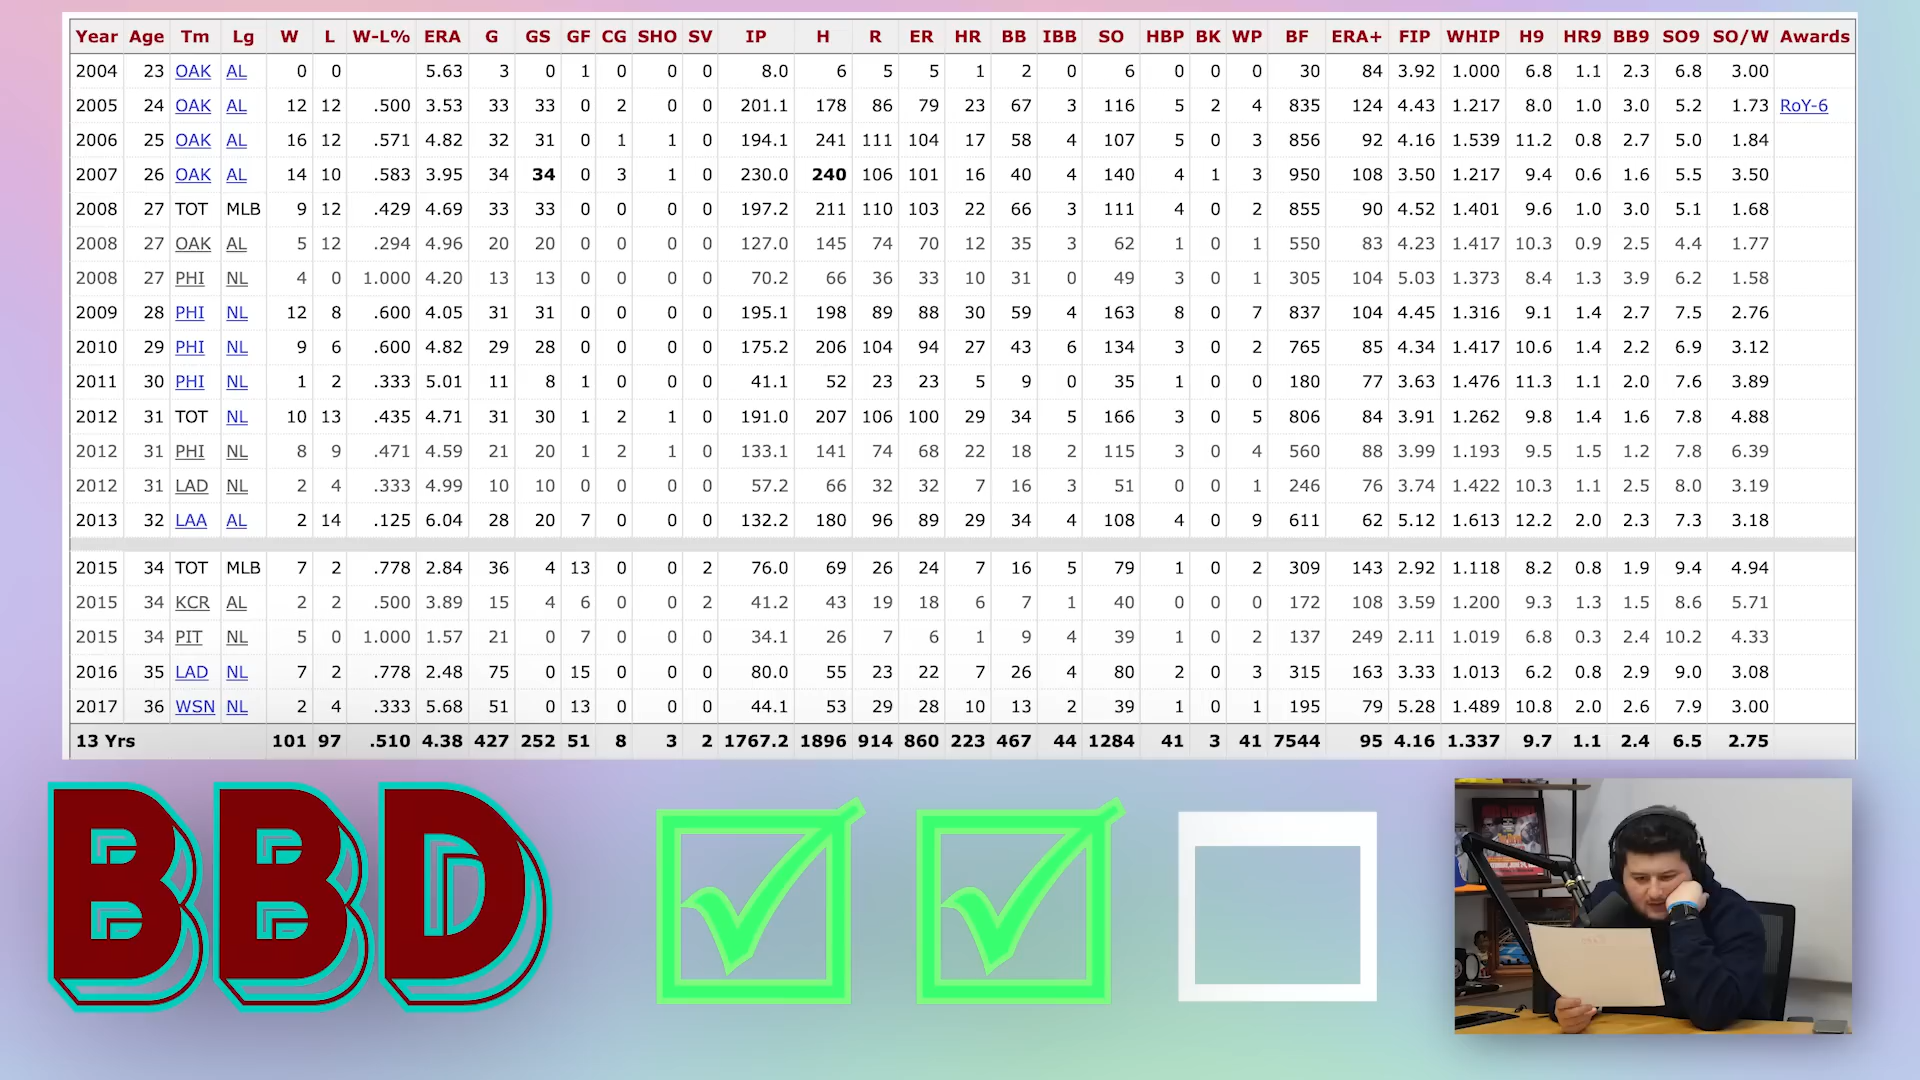 Year Age Tm Lg W L W-L% ERA G GS GF CG SHO SV IP H R ER HR BB IBB SO HBP BK WP BF ERA+ FIP WHIP H9 HR9 BB9 SO9 SO/W Awards
2004 23 OAK AL 0 0 5.63 3 0 1 0 0 0 8.0 6 5 5 1 2 0 6 0 0 0 30 84 3.92 1.000 6.8 1.1 2.3 6.8 3.00
2005 24 OAK AL 12 12 .500 3.53 33 33 0 2 0 0 201.1 178 86 79 23 67 3 116 5 2 4 835 124 4.43 1.217 8.0 1.0 3.0 5.2 1.73 RoY-6
2006 25 OAK AL 16 12 .571 4.82 32 31 0 1 1 0 194.1 241 111 104 17 58 4 107 5 0 3 856 92 4.16 1.539 11.2 0.8 2.7 5.0 1.84
2007 26 OAK AL 14 10 .583 3.95 34 34 0 3 1 0 230.0 240 106 101 16 40 4 140 4 1 3 950 108 3.50 1.217 9.4 0.6 1.6 5.5 3.50
2008 27 TOT MLB 9 12 .429 4.69 33 33 0 0 0 0 197.2 211 110 103 22 66 3 111 4 0 2 855 90 4.52 1.401 9.6 1.0 3.0 5.1 1.68
2008 27 OAK AL 5 12 .294 4.96 20 20 0 0 0 0 127.0 145 74 70 12 35 3 62 1 0 1 550 83 4.23 1.417 10.3 0.9 2.5 4.4 1.77
2008 27 PHI NL 4 0 1.000 4.20 13 13 0 0 0 0 70.2 66 36 33 10 31 0 49 3 0 1 305 104 5.03 1.373 8.4 1.3 3.9 6.2 1.58
2009 28 PHI NL 12 8 .600 4.05 31 31 0 0 0 0 195.1 198 89 88 30 59 4 163 8 0 7 837 104 4.45 1.316 9.1 1.4 2.7 7.5 2.76
2010 29 PHI NL 9 6 .600 4.82 29 28 0 0 0 0 175.2 206 104 94 27 43 6 134 3 0 2 765 85 4.34 1.417 10.6 1.4 2.2 6.9 3.12
2011 30 PHI NL 1 2 .333 5.01 11 8 1 0 0 0 41.1 52 23 23 5 9 0 35 1 0 0 180 77 3.63 1.476 11.3 1.1 2.0 7.6 3.89
2012 31 TOT NL 10 13 .435 4.71 31 30 1 2 1 0 191.0 207 106 100 29 34 5 166 3 0 5 806 84 3.91 1.262 9.8 1.4 1.6 7.8 4.88
2012 31 PHI NL 8 9 .471 4.59 21 20 1 2 1 0 133.1 141 74 68 22 18 2 115 3 0 4 560 88 3.99 1.193 9.5 1.5 1.2 7.8 6.39
2012 31 LAD NL 2 4 .333 4.99 10 10 0 0 0 0 57.2 66 32 32 7 16 3 51 0 0 1 246 76 3.74 1.422 10.3 1.1 2.5 8.0 3.19
2013 32 LAA AL 2 14 .125 6.04 28 20 7 0 0 0 132.2 180 96 89 29 34 4 108 4 0 9 611 62 5.12 1.613 12.2 2.0 2.3 7.3 3.18
2015 34 TOT MLB 7 2 .778 2.84 36 4 13 0 0 2 76.0 69 26 24 7 16 5 79 1 0 2 309 143 2.92 1.118 8.2 0.8 1.9 9.4 4.94
2015 34 KCR AL 2 2 .500 3.89 15 4 6 0 0 2 41.2 43 19 18 6 7 1 40 0 0 0 172 108 3.59 1.200 9.3 1.3 1.5 8.6 5.71
2015 34 PIT NL 5 0 1.000 1.57 21 0 7 0 0 0 34.1 26 7 6 1 9 4 39 1 0 2 137 249 2.11 1.019 6.8 0.3 2.4 10.2 4.33
2016 35 LAD NL 7 2 .778 2.48 75 0 15 0 0 0 80.0 55 23 22 7 26 4 80 2 0 3 315 163 3.33 1.013 6.2 0.8 2.9 9.0 3.08
2017 36 WSN NL 2 4 .333 5.68 51 0 13 0 0 0 44.1 53 29 28 10 13 2 39 1 0 1 195 79 5.28 1.489 10.8 2.0 2.6 7.9 3.00
13 Yrs 101 97 .510 4.38 427 252 51 8 3 2 1767.2 1896 914 860 223 467 44 1284 41 3 41 7544 95 4.16 1.337 9.7 1.1 2.4 6.5 2.75
BBD